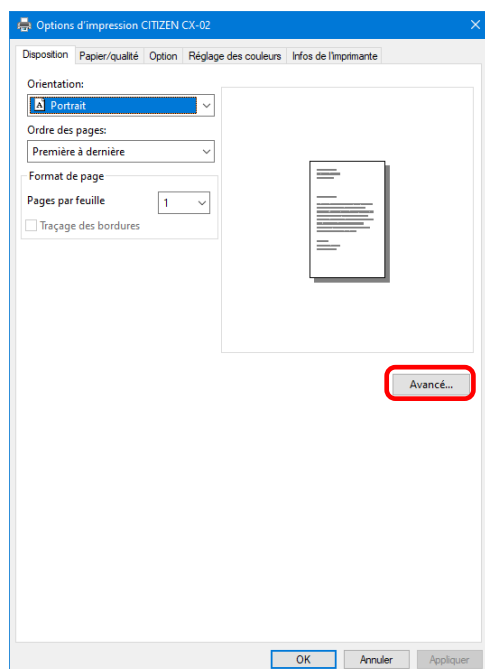 Options d'impression CITIZEN CX-02
Disposition Papier/qualité Option Réglage des couleurs Infos de l'imprimante
Orientation:
A Portrait
Ordre des pages:
Première à dernière
Format de page
Pages par feuille 1
Traçage des bordures
Avancé...
OK Annuler Appliquer